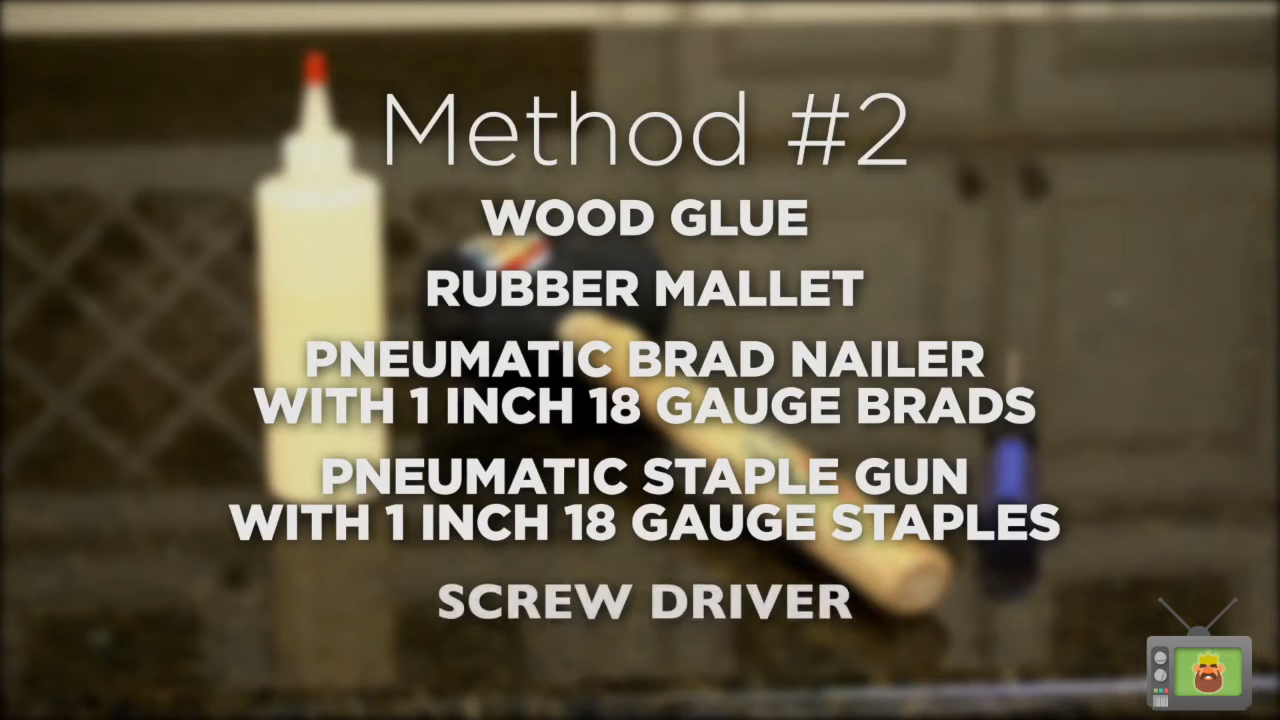 Method #2
WOOD GLUE
RUBBER MALLET
PNEUMATIC BRAD NAILER
WITH 1 INCH 18 GAUGE BRADS
PNEUMATIC STAPLE GUN
WITH 1 INCH 18 GAUGE STAPLES
SCREW DRIVER